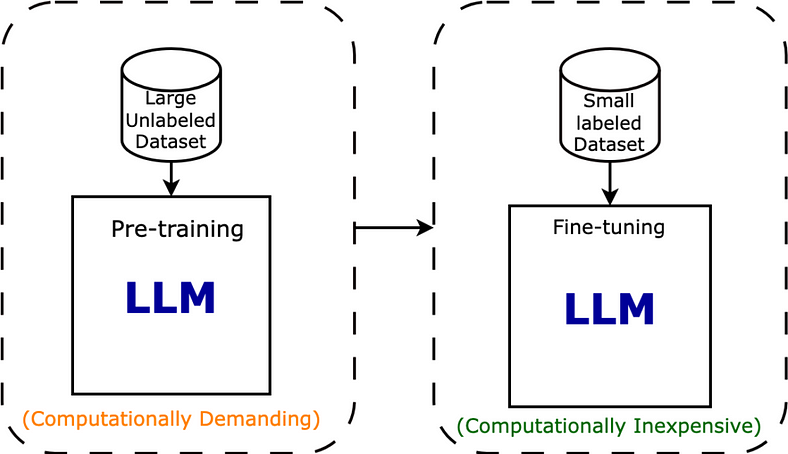 Large
Unlabeled
Dataset
Pre-training
LLM
(Computationally Demanding)
Small
labeled
Dataset
Fine-tuning
LLM
(Computationally Inexpensive)